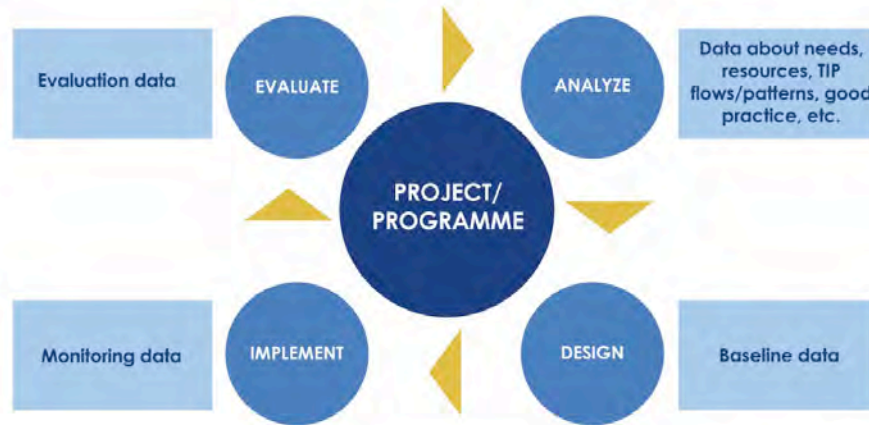 Evaluation data
EVALUATE
ANALYZE
Data about needs,
resources, TIP
flows/patterns, good
practice, etc.
PROJECT/
PROGRAMME
Monitoring data
IMPLEMENT
DESIGN
Baseline data